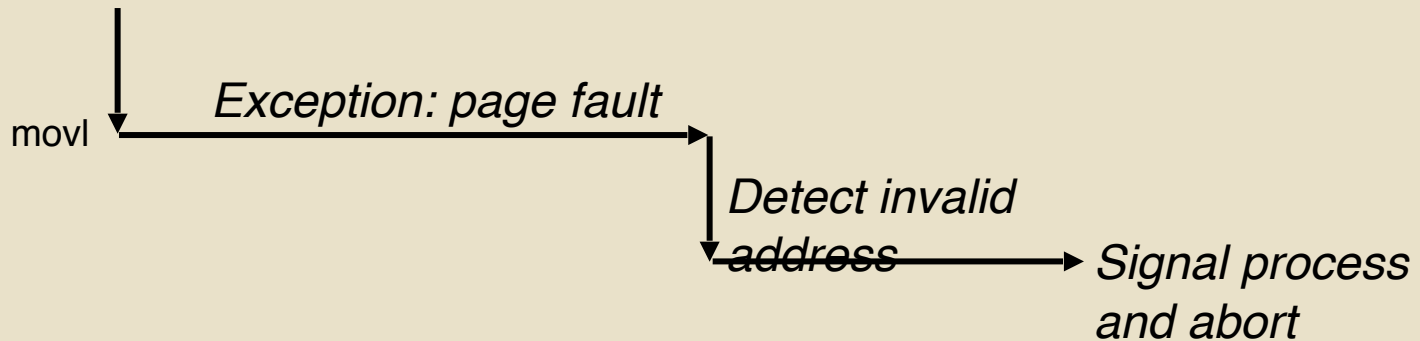 Exception: page fault
movl
Detect invalid
address
Signal process
and abort